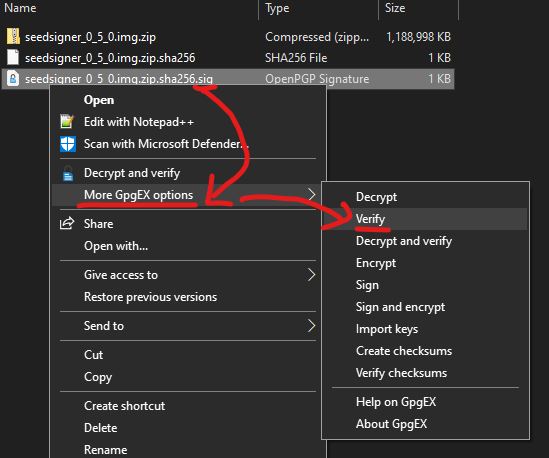 Name Type Size
seedsigner_0_5_0.img.zip Compressed (zipp... 1,188,998 KB
seedsigner_0_5_0.img.zip.sha256 SHA256 File 1 KB
seedsigner_0_5_0.img.zip.sha256.sig OpenPGP Signature 1 KB
Open
Edit with Notepad++
Scan with Microsoft Defender...
Decrypt and verify
More GpgEX options
Share
Open with...
Give access to
Restore previous versions
Send to
Cut
Copy
Create shortcut
Delete
Rename
Decrypt
Verify
Decrypt and verify
Encrypt
Sign
Sign and encrypt
Import keys
Create checksums
Verify checksums
Help on GpgEX
About GpgEX